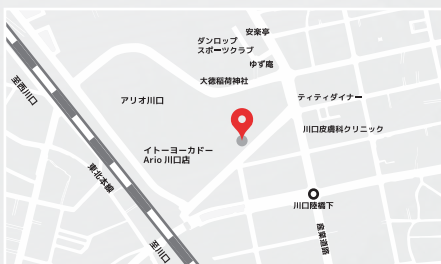 安楽亭
ダンロップ
スポーツクラブ
ゆず庵
大徳稲荷神社
至西川口
アリオ川口
ティティダイナー
川口皮膚科クリニック
イトーヨーカドー
Ario 川口店
東北本線
川口陸橋下
産業道路
至川口